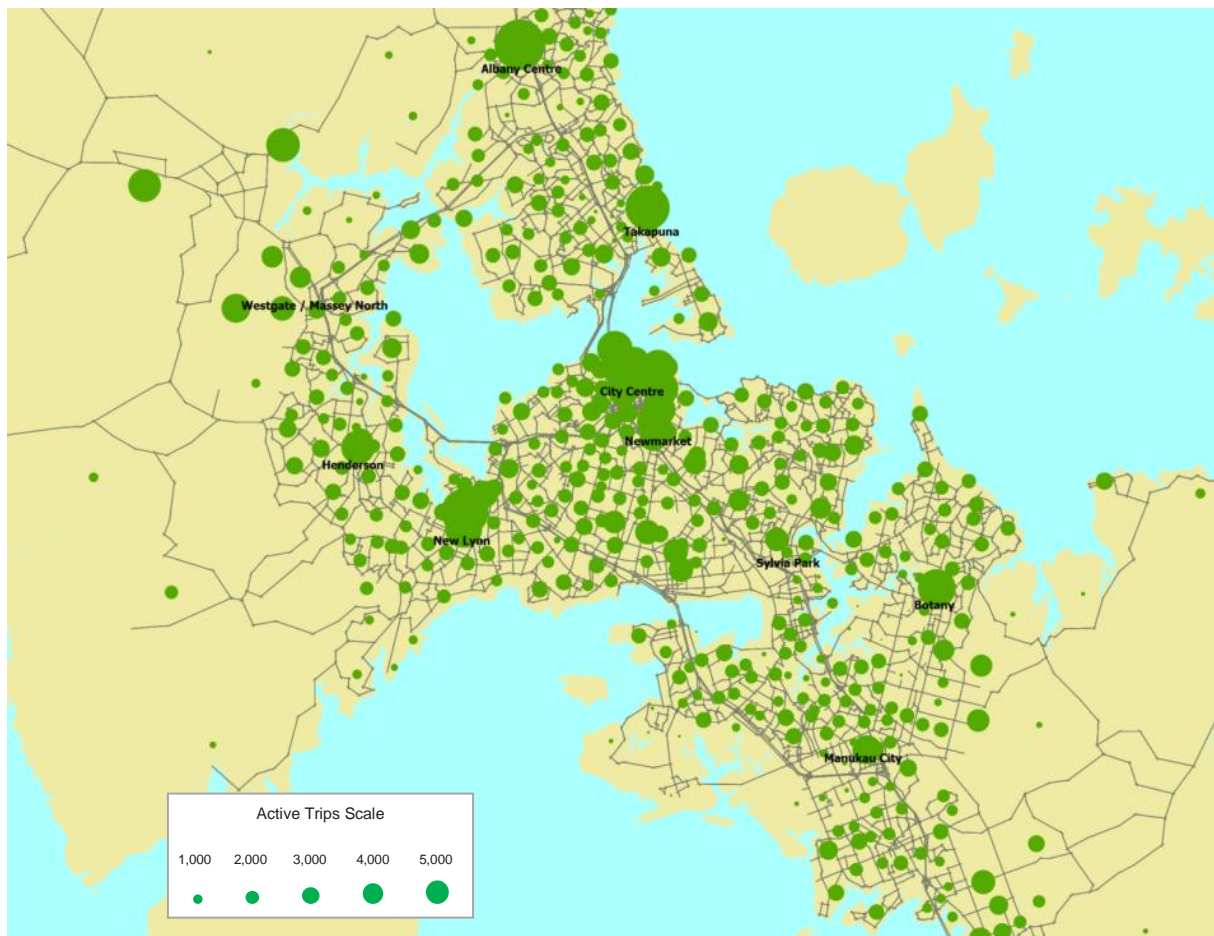 Albany Centre
Takapuna
Westgate / Massey North
City Centre
Newmarket
Henderson
New Lynn
Sylvia Park
Botany
Manukau City
Active Trips Scale
1,000 2,000 3,000 4,000 5,000